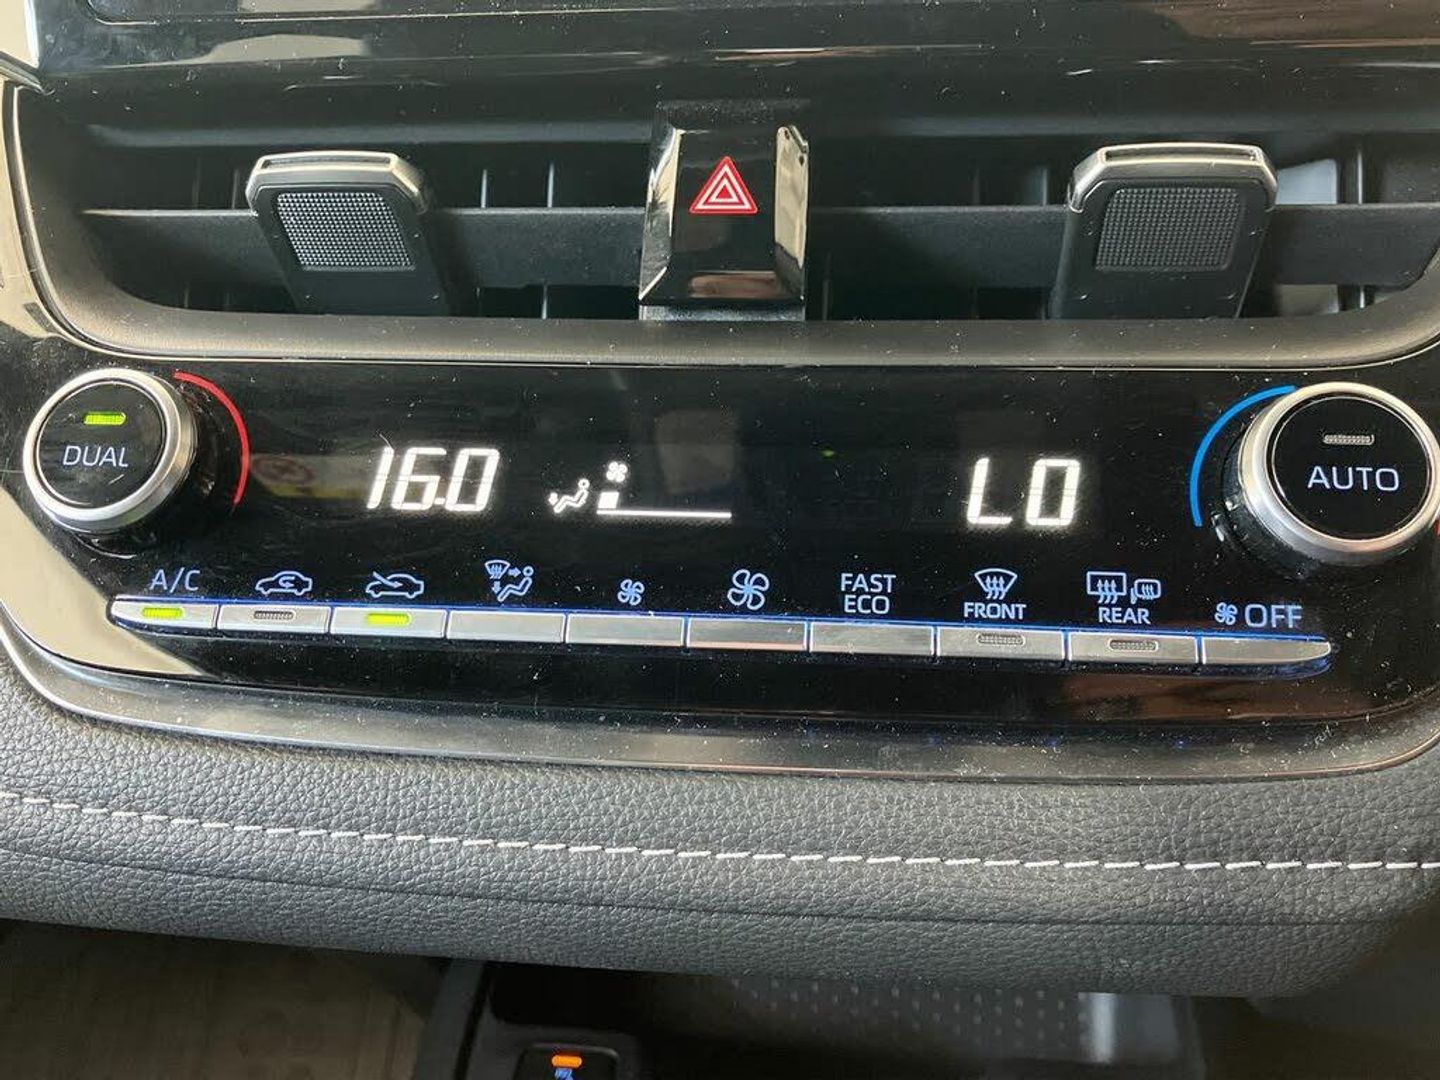 DUAL
16.0
LO
AUTO
A/C
FAST
ECO
FRONT
REAR
OFF